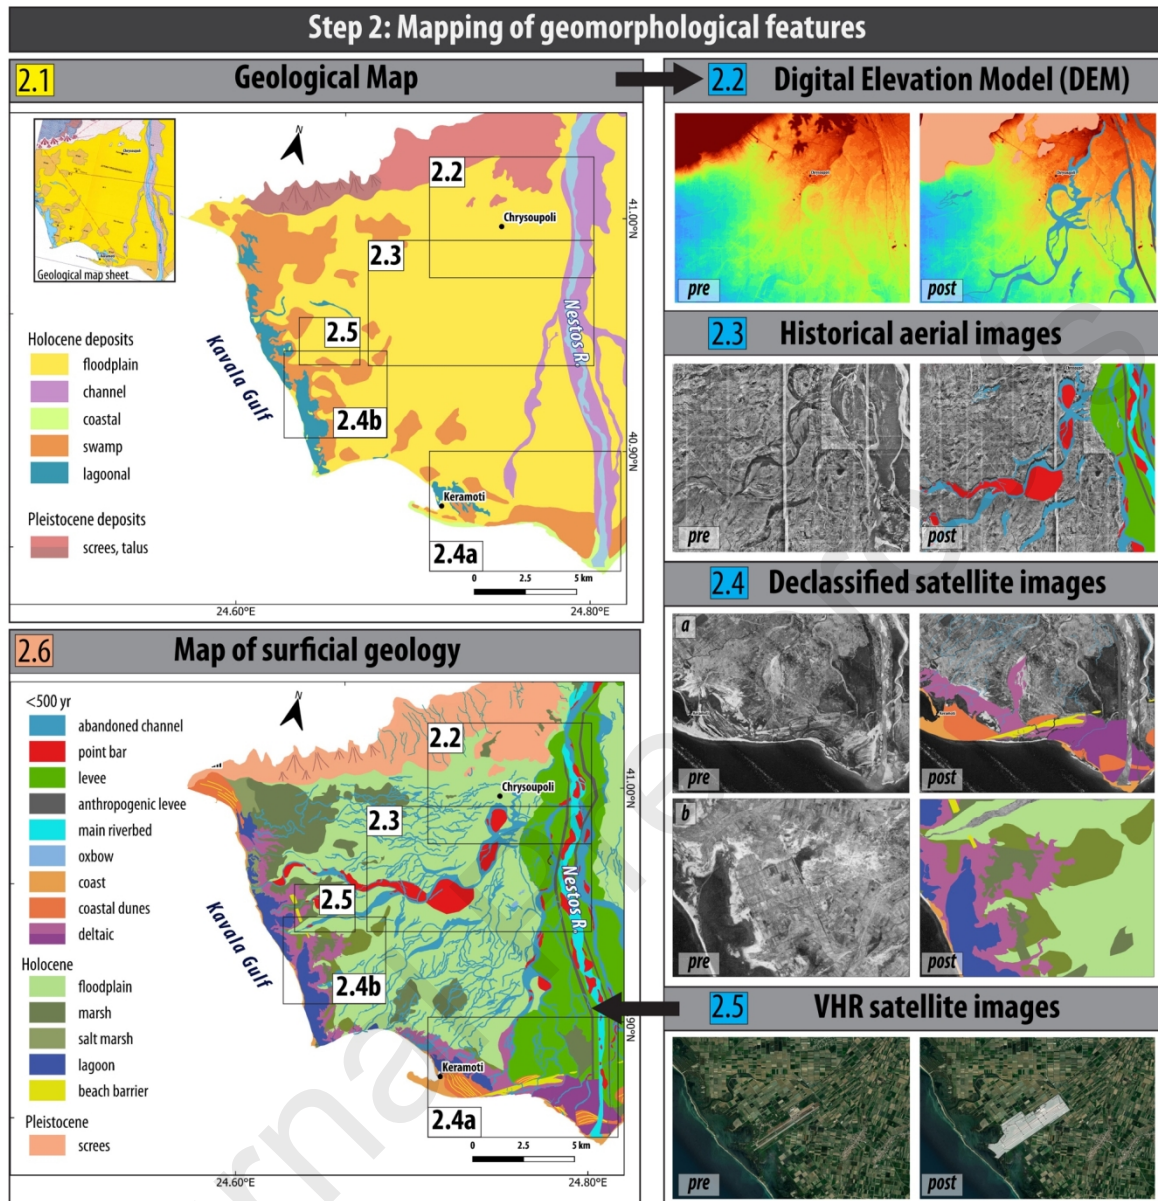 Step 2: Mapping of geomorphological features
2.1
Geological Map
N
Chrysoupoli
Geological map sheet
Holocene deposits
floodplain
channel
coastal
swamp
lagoonal
Pleistocene deposits
screes, talus
2.2
Chrysoupoli
2.3
2.5
2.4b
2.4a
Kavala Gulf
Nestos R.
Keramoti
41.00°N
40.90°N
0 2.5 5 km
24.60°E
24.80°E
2.2
Digital Elevation Model (DEM)
Chrysoupoli
pre
Chrysoupoli
post
2.3
Historical aerial images
pre
post
2.4
Declassified satellite images
a
pre
post
b
pre
post
2.5
VHR satellite images
pre
post
2.6
Map of surficial geology
<500 yr
abandoned channel
point bar
levee
anthropogenic levee
main riverbed
oxbow
coast
coastal dunes
deltaic
Holocene
floodplain
marsh
salt marsh
lagoon
beach barrier
Pleistocene
screes
N
2.2
Chrysoupoli
2.3
2.5
2.4b
2.4a
Kavala Gulf
Nestos R.
Keramoti
41.00°N
0 2.5 5 km
24.60°E
24.80°E